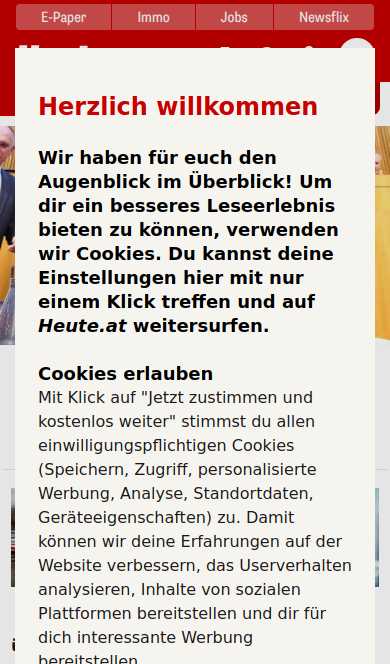 E-Paper Immo Jobs Newsflix
Herzlich willkommen
Wir haben für euch den
Augenblick im Überblick! Um
dir ein besseres Leseerlebnis
bieten zu können, verwenden
wir Cookies. Du kannst deine
Einstellungen hier mit nur
einem Klick treffen und auf
Heute.at weitersurfen.
Cookies erlauben
Mit Klick auf "Jetzt zustimmen und
kostenlos weiter" stimmst du allen
einwilligungspflichtigen Cookies
(Speichern, Zugriff, personalisierte
Werbung, Analyse, Standortdaten,
Geräteeigenschaften) zu. Damit
können wir deine Erfahrungen auf der
Website verbessern, das Userverhalten
analysieren, Inhalte von sozialen
Plattformen bereitstellen und dir für
dich interessante Werbung
bereitstellen